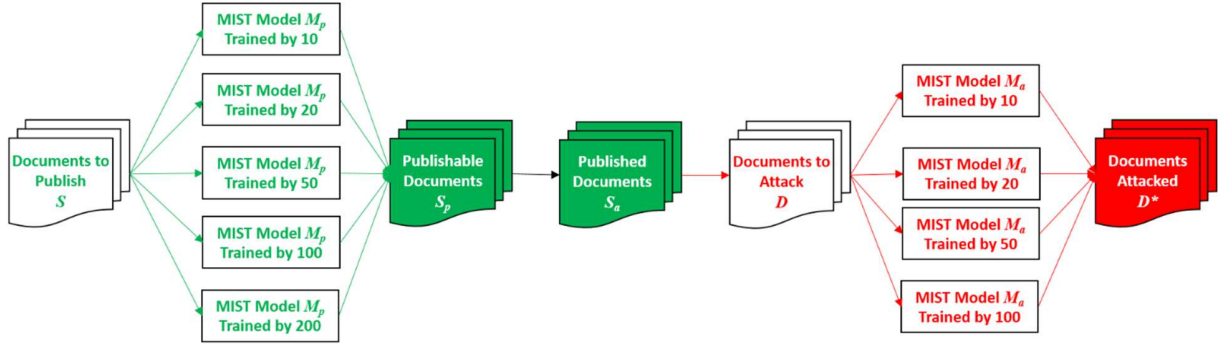 Documents to
Publish
S
MIST Model Mp
Trained by 10
MIST Model Mp
Trained by 20
MIST Model Mp
Trained by 50
MIST Model Mp
Trained by 100
MIST Model Mp
Trained by 200
Publishable
Documents
Sp
Published
Documents
Sa
Documents to
Attack
D
MIST Model Ma
Trained by 10
MIST Model Ma
Trained by 20
MIST Model Ma
Trained by 50
MIST Model Ma
Trained by 100
Documents
Attacked
D*